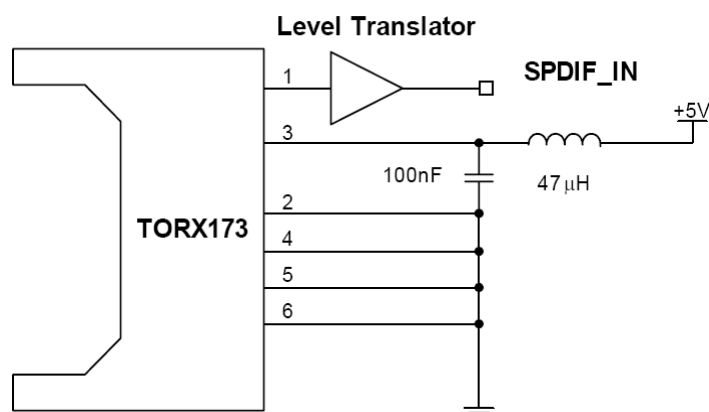 Level Translator
1
SPDIF_IN
+5V
3
100nF
47 μH
2
TORX173
4
5
6